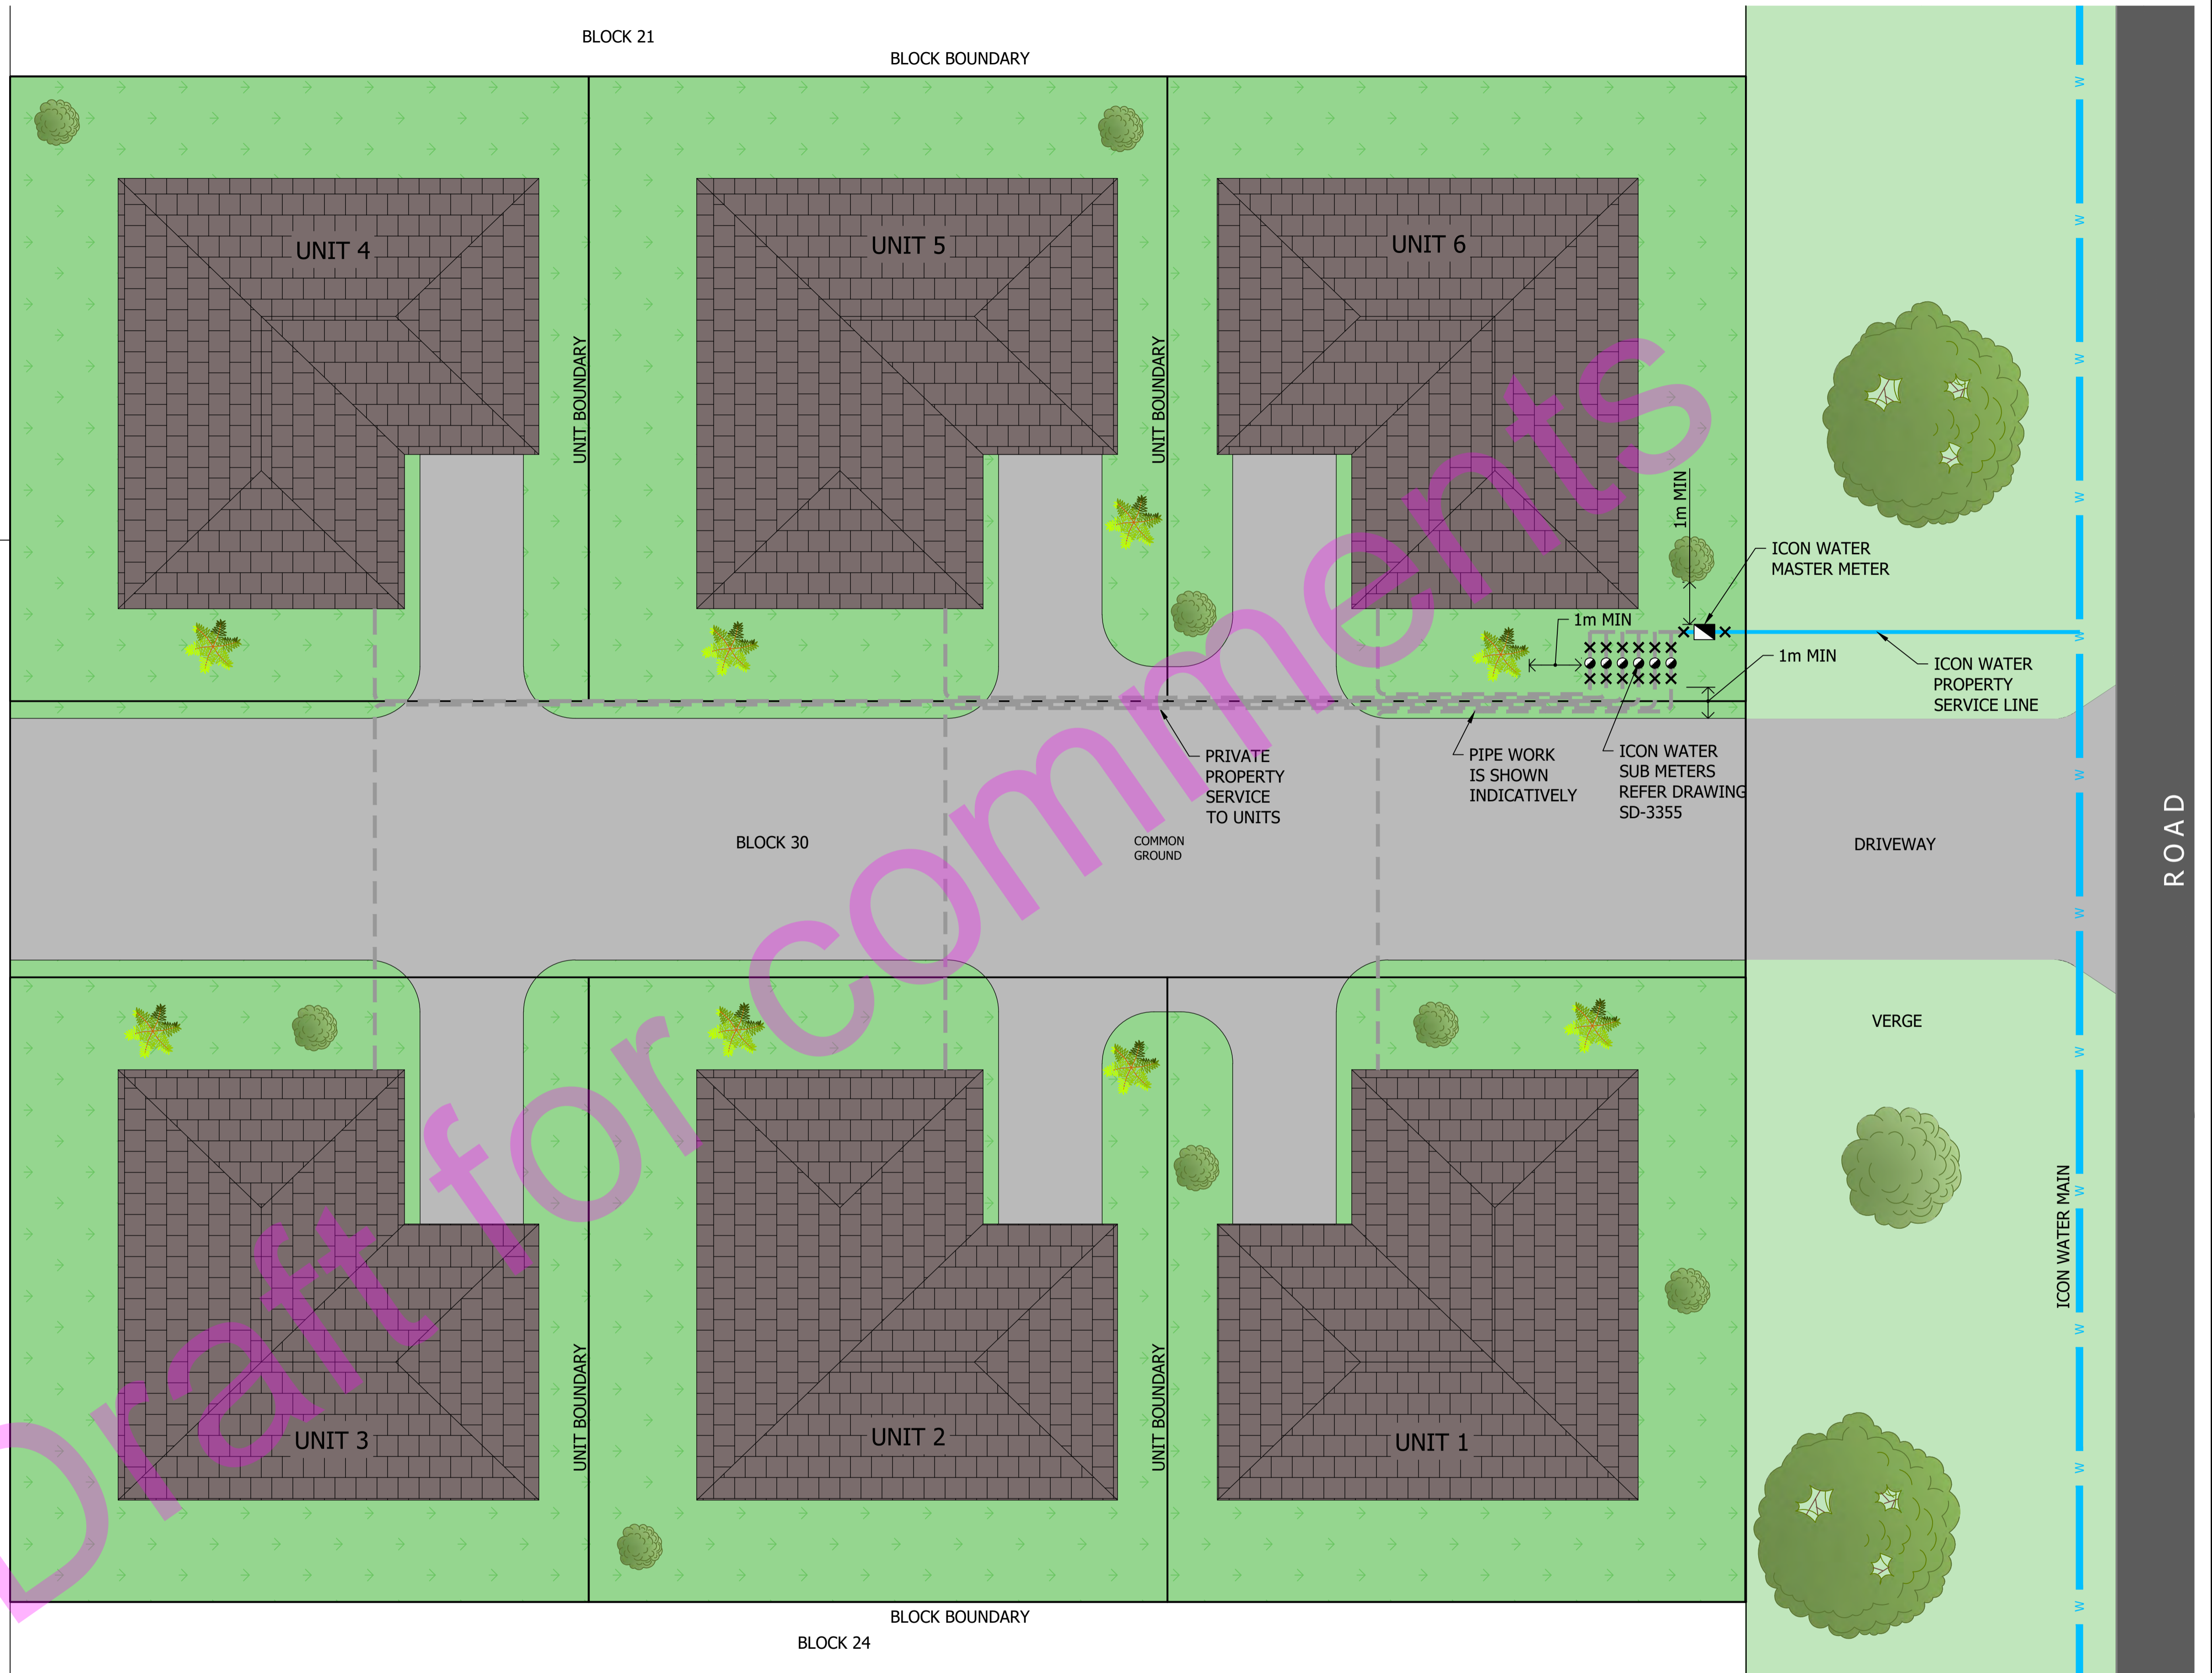 BLOCK 21
BLOCK BOUNDARY
UNIT 4
UNIT 5
UNIT 6
UNIT BOUNDARY
UNIT BOUNDARY
1m MIN
ICON WATER
MASTER METER
1m MIN
1m MIN
ICON WATER
PROPERTY
SERVICE LINE
PRIVATE
PROPERTY
SERVICE
TO UNITS
PIPE WORK
IS SHOWN
INDICATIVELY
ICON WATER
SUB METERS
REFER DRAWING
SD-3355
BLOCK 30
COMMON
GROUND
DRIVEWAY
ROAD
VERGE
ICON WATER MAIN
W
W
W
W
W
W
W
W
W
W
W
W
UNIT BOUNDARY
UNIT BOUNDARY
UNIT 3
UNIT 2
UNIT 1
BLOCK BOUNDARY
BLOCK 24
Draft for comments